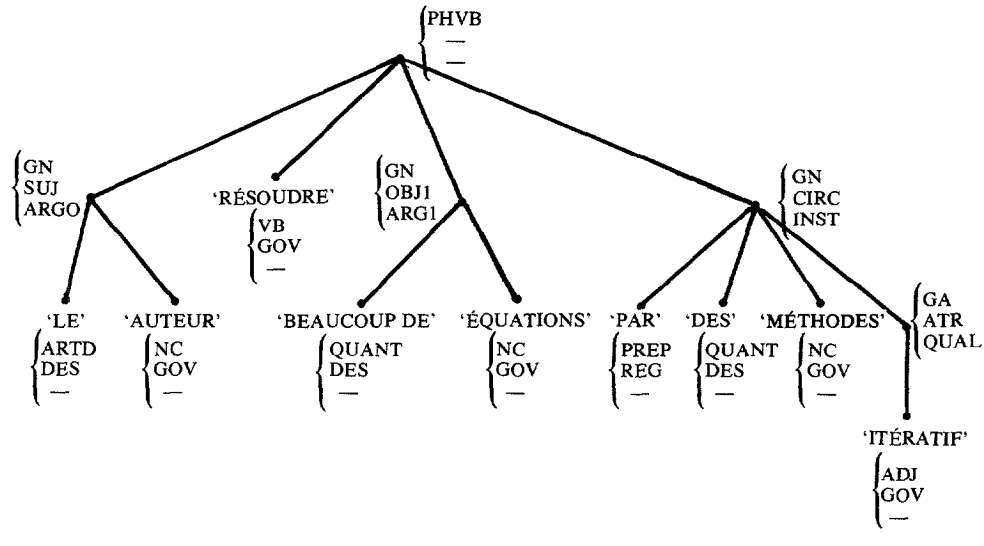 PHVB
—
—
GN
SUJ
ARGO
'RÉSOUDRE'
VB
GOV
—
GN
OBJ1
ARG1
GN
CIRC
INST
'LE'
ARTD
DES
—
'AUTEUR'
NC
GOV
—
'BEAUCOUP DE'
QUANT
DES
—
'ÉQUATIONS'
NC
GOV
—
'PAR'
PREP
REG
—
'DES'
QUANT
DES
—
'MÉTHODES'
NC
GOV
—
GA
ATR
QUAL
'ITÉRATIF'
ADJ
GOV
—